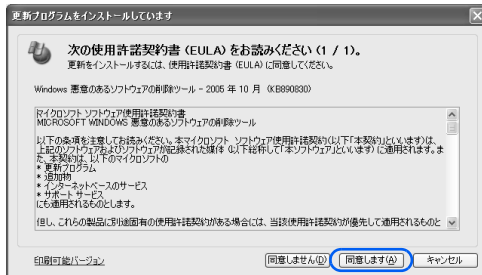 更新プログラムをインストールしています
次の使用許諾契約書 (EULA) をお読みください (1 / 1)。
更新をインストールするには、使用許諾契約書 (EULA) に同意してください。
Windows 悪意のあるソフトウェアの削除ツール - 2005 年 10 月 (KB890830)
マイクロソフト ソフトウェア使用許諾契約書
MICROSOFT WINDOWS 悪意のあるソフトウェアの削除ツール
以下の条項を注意してお読みください。本マイクロソフト ソフトウェア使用許諾契約(以下「本契約」といいます)は、
上記のソフトウェアおよびソフトウェアが記録された媒体 (以下総称して「本ソフトウェア」といいます) に適用されます。ま
た、本契約は、以下のマイクロソフトの
* 更新プログラム
* 追加物
* インターネットベースのサービス
* サポート サービス
にも適用されるものとします。
但し、これらの製品に別途固有の使用許諾契約がある場合には、当該使用許諾契約が優先して適用されるものと
印刷可能バージョン
同意しません(D)
同意します(A)
キャンセル